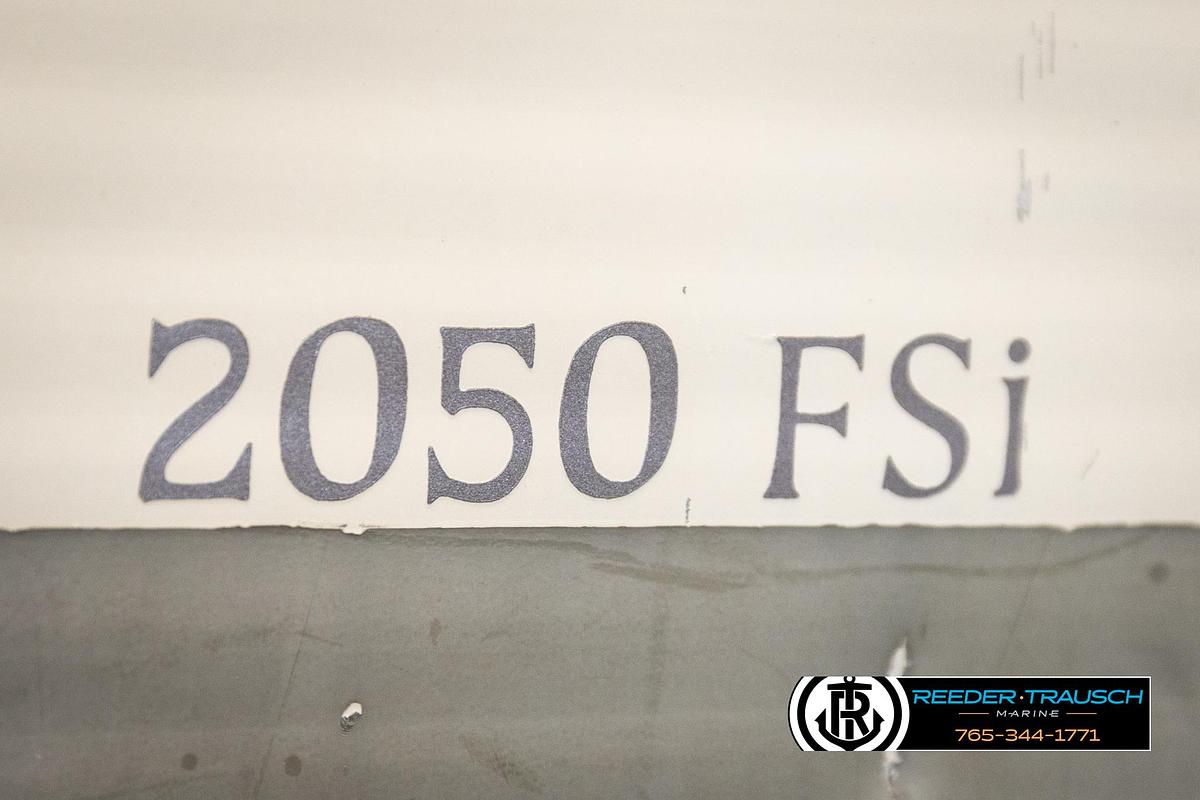 2050 FSi
REEDER·TRAUSCH
MARINE
765-344-1771